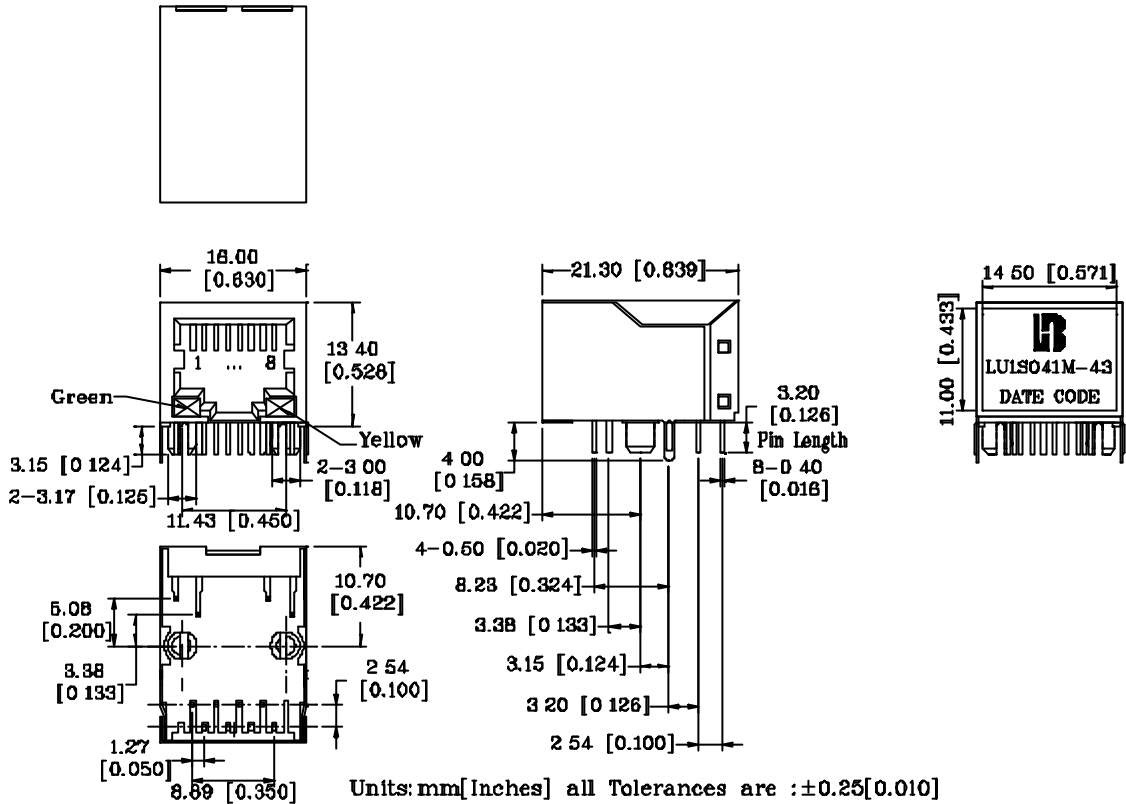 16.00
[0.630]
21.30 [0.839]
14 50 [0.571]
13 40
[0.528]
1 ... 8
Green
Yellow
3.15 [0 124]
2-3 00
[0.118]
2-3.17 [0.125]
11.43 [0.450]
3.20
[0.126]
Pin Length
4 00
[0 158]
8-0 40
[0.016]
10.70 [0.422]
4-0.50 [0.020]
8.23 [0.324]
3.38 [0 133]
3.15 [0.124]
3 20 [0 126]
2 54 [0.100]
11.00 [0.433]
LB
LU1S041M-43
DATE CODE
10.70
[0.422]
5.08
[0.200]
3.38
[0 133]
2 54
[0.100]
1.27
[0.050]
8.89 [0.350]
Units:mm[Inches] all Tolerances are :±0.25[0.010]